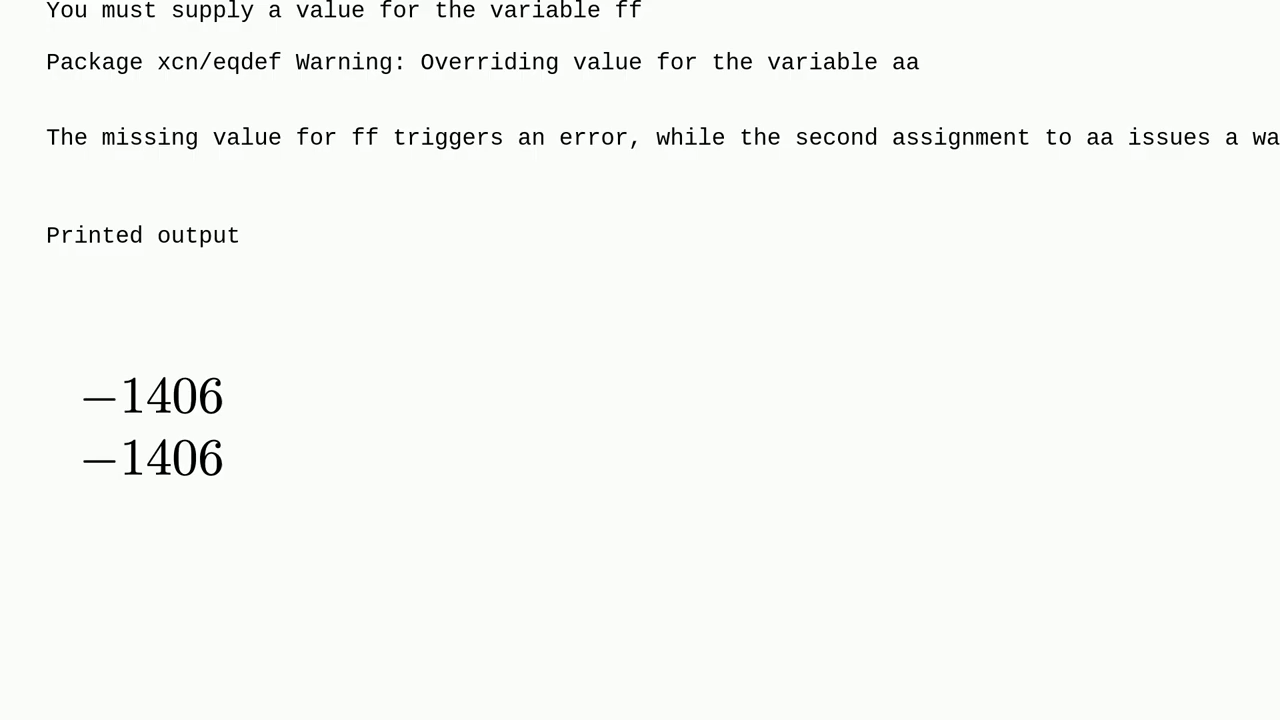 You must supply a value for the variable ff
Package xcn/eqdef Warning: Overriding value for the variable aa
The missing value for ff triggers an error, while the second assignment to aa issues a
Printed output
−1406
−1406